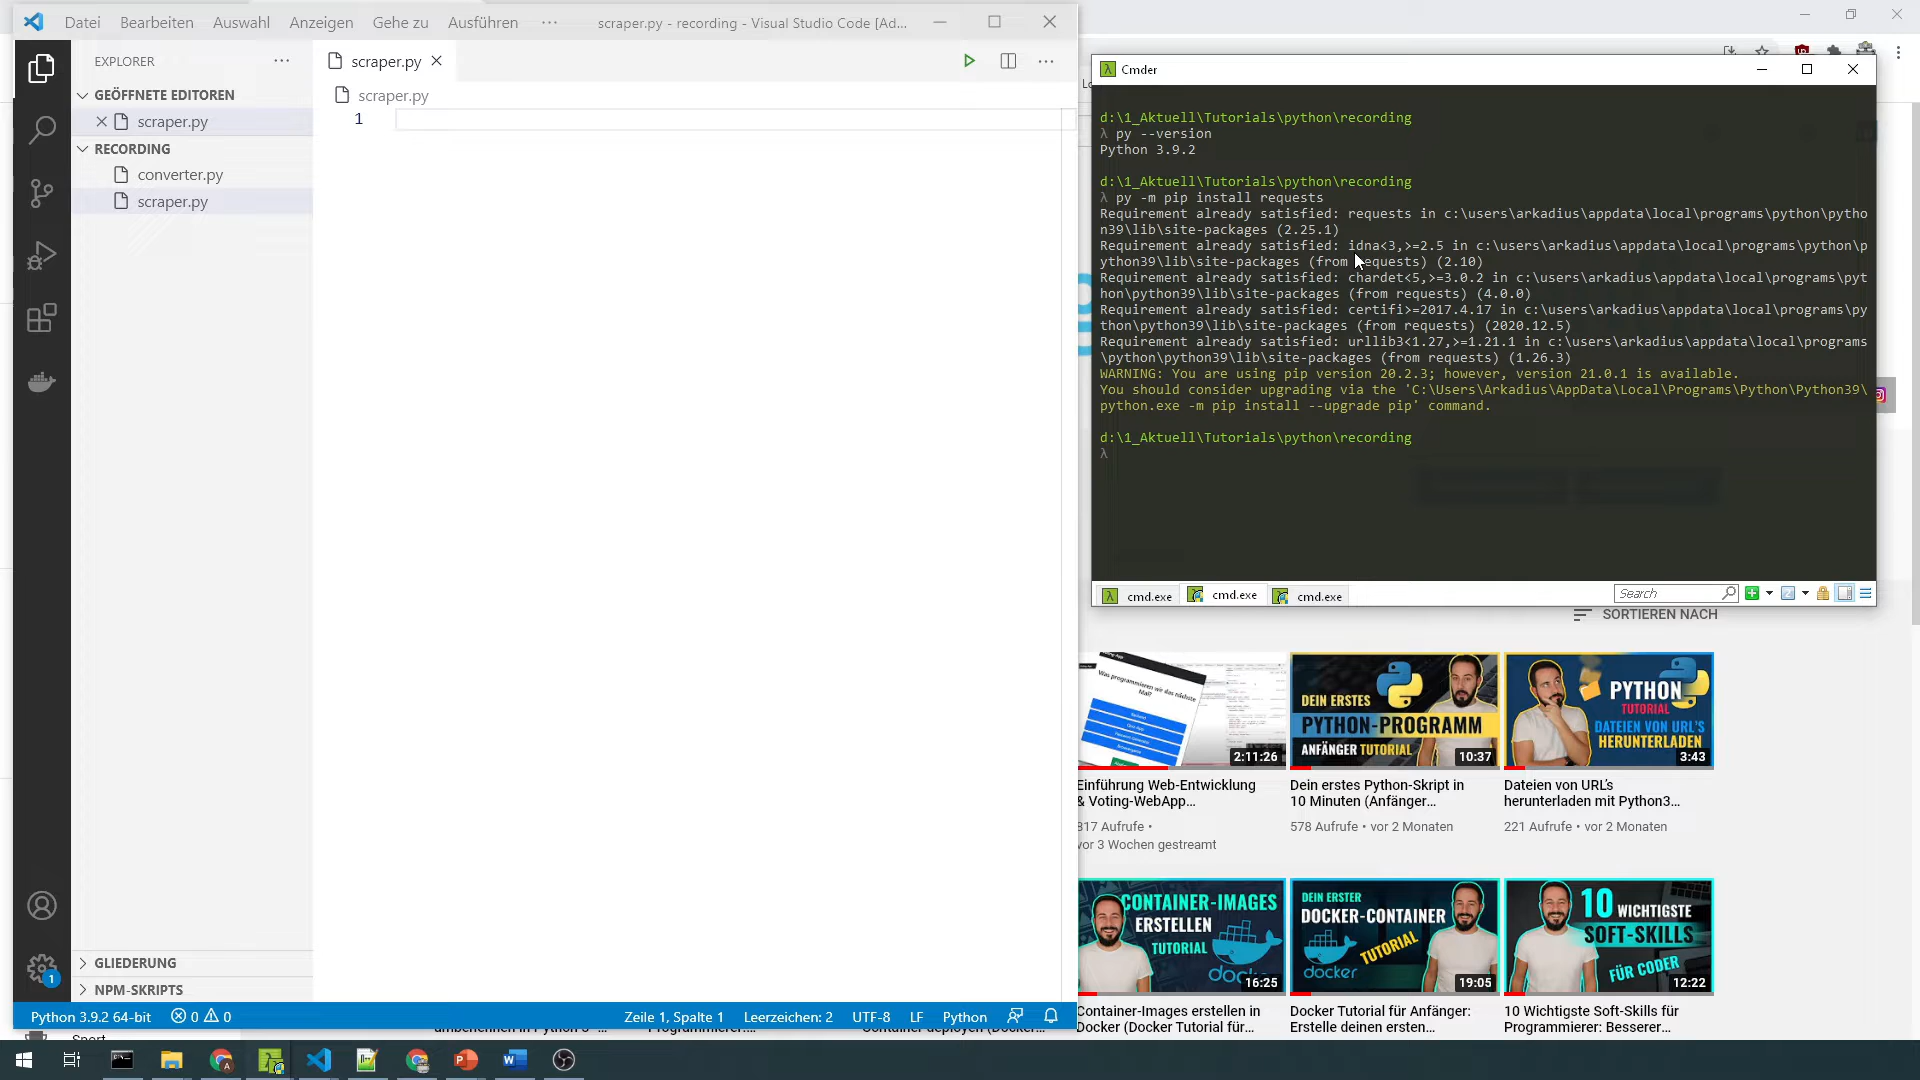 Datei Bearbeiten Auswahl Anzeigen Gehe zu Ausführen ··· scraper.py - recording - Visual Studio Code [Ad...
EXPLORER ···
GEÖFFNETE EDITOREN
scraper.py
RECORDING
converter.py
scraper.py
GLIEDERUNG
NPM-SKRIPTS
scraper.py
scraper.py
1
1
Python 3.9.2 64-bit 0 0 Zeile 1, Spalte 1 Leerzeichen: 2 UTF-8 LF Python
Cmder
d:\1_Aktuell\Tutorials\python\recording
λ py --version
Python 3.9.2
d:\1_Aktuell\Tutorials\python\recording
λ py -m pip install requests
Requirement already satisfied: requests in c:\users\arkadius\appdata\local\programs\python\pytho
n39\lib\site-packages (2.25.1)
Requirement already satisfied: idna<3,>=2.5 in c:\users\arkadius\appdata\local\programs\python\p
ython39\lib\site-packages (from requests) (2.10)
Requirement already satisfied: chardet<5,>=3.0.2 in c:\users\arkadius\appdata\local\programs\pyt
hon\python39\lib\site-packages (from requests) (4.0.0)
Requirement already satisfied: certifi>=2017.4.17 in c:\users\arkadius\appdata\local\programs\py
thon\python39\lib\site-packages (from requests) (2020.12.5)
Requirement already satisfied: urllib3<1.27,>=1.21.1 in c:\users\arkadius\appdata\local\programs
\python\python39\lib\site-packages (from requests) (1.26.3)
WARNING: You are using pip version 20.2.3; however, version 21.0.1 is available.
You should consider upgrading via the 'C:\Users\Arkadius\AppData\Local\Programs\Python\Python39\
python.exe -m pip install --upgrade pip' command.
d:\1_Aktuell\Tutorials\python\recording
λ
cmd.exe cmd.exe cmd.exe Search
SORTIEREN NACH
Was programmieren wir das nächste
Mal?
2:11:26
Einführung Web-Entwicklung
& Voting-WebApp...
817 Aufrufe •
vor 3 Wochen gestreamt
DEIN ERSTES
PYTHON-PROGRAMM
ANFÄNGER TUTORIAL
10:37
Dein erstes Python-Skript in
10 Minuten (Anfänger...
578 Aufrufe • vor 2 Monaten
PYTHON
TUTORIAL
DATEIEN VON URL'S
HERUNTERLADEN
3:43
Dateien von URL's
herunterladen mit Python3...
221 Aufrufe • vor 2 Monaten
CONTAINER-IMAGES
ERSTELLEN
TUTORIAL
docker
16:25
Container-Images erstellen in
Docker (Docker Tutorial für...
DEIN ERSTER
DOCKER-CONTAINER
TUTORIAL
docker
19:05
Docker Tutorial für Anfänger:
Erstelle deinen ersten...
10 WICHTIGSTE
SOFT-SKILLS
FÜR CODER
12:22
10 Wichtigste Soft-Skills für
Programmierer: Besserer...